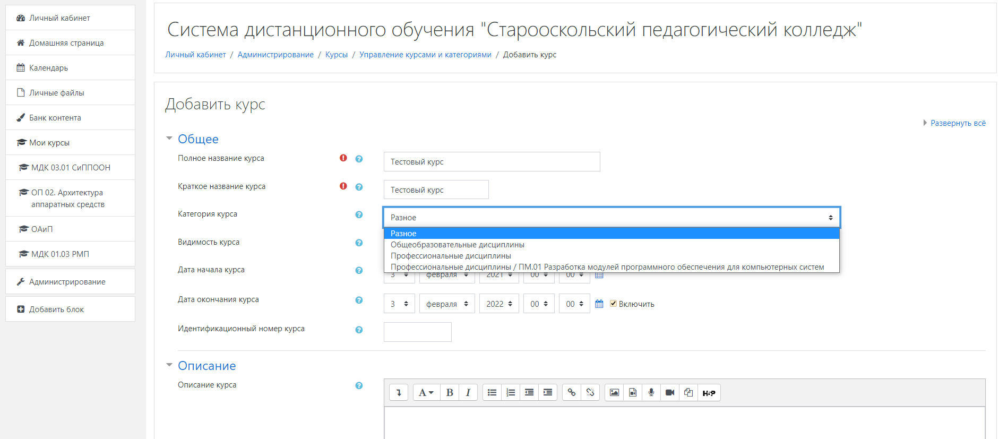 Личный кабинет
Домашняя страница
Календарь
Личные файлы
Банк контента
Мои курсы
МДК 03.01 СиППООН
ОП 02. Архитектура
аппаратных средств
ОАиП
МДК 01.03 РМП
Администрирование
Добавить блок
Система дистанционного обучения "Старооскольский педагогический колледж"
Личный кабинет / Администрирование / Курсы / Управление курсами и категориями / Добавить курс
Добавить курс
Развернуть всё
Общее
Полное название курса ! ? Тестовый курс
Краткое название курса ! ? Тестовый курс
Категория курса ? Разное
Разное
Общеобразовательные дисциплины
Профессиональные дисциплины
Профессиональные дисциплины / ПМ.01 Разработка модулей программного обеспечения для компьютерных систем
Видимость курса ?
Дата начала курса ? 3 февраля 2021 00 00
Дата окончания курса ? 3 февраля 2022 00 00 Включить
Идентификационный номер курса ?
Описание
Описание курса ?
A B I H5P